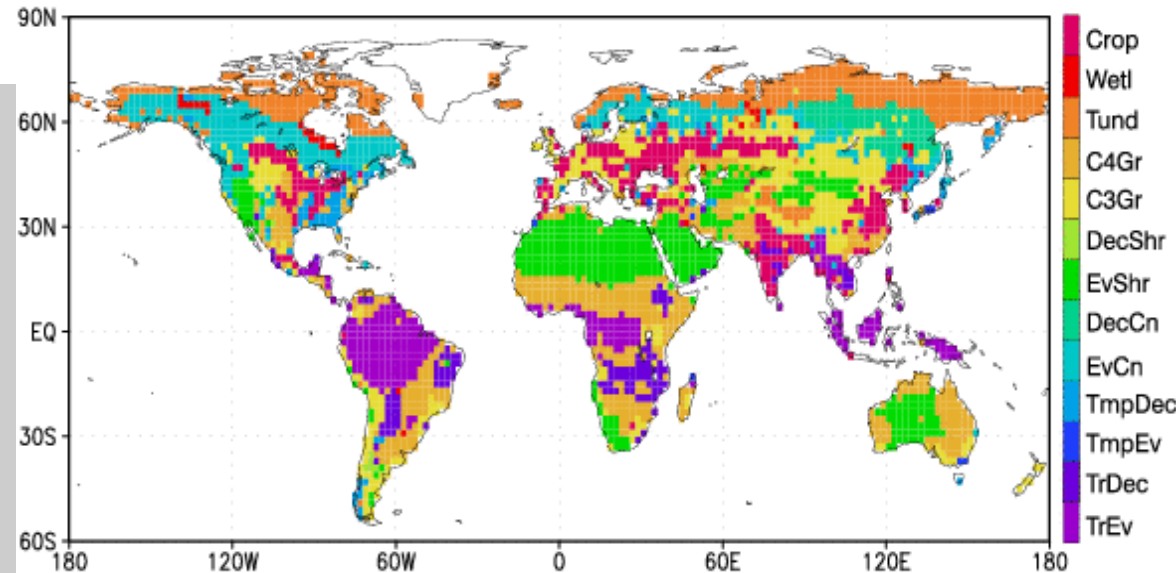 90N
60N
30N
EQ
30S
60S
180
120W
60W
0
60E
120E
180
Crop
Wetl
Tund
C4Gr
C3Gr
DecShr
EvShr
DecCn
EvCn
TmpDec
TmpEv
TrDec
TrEv